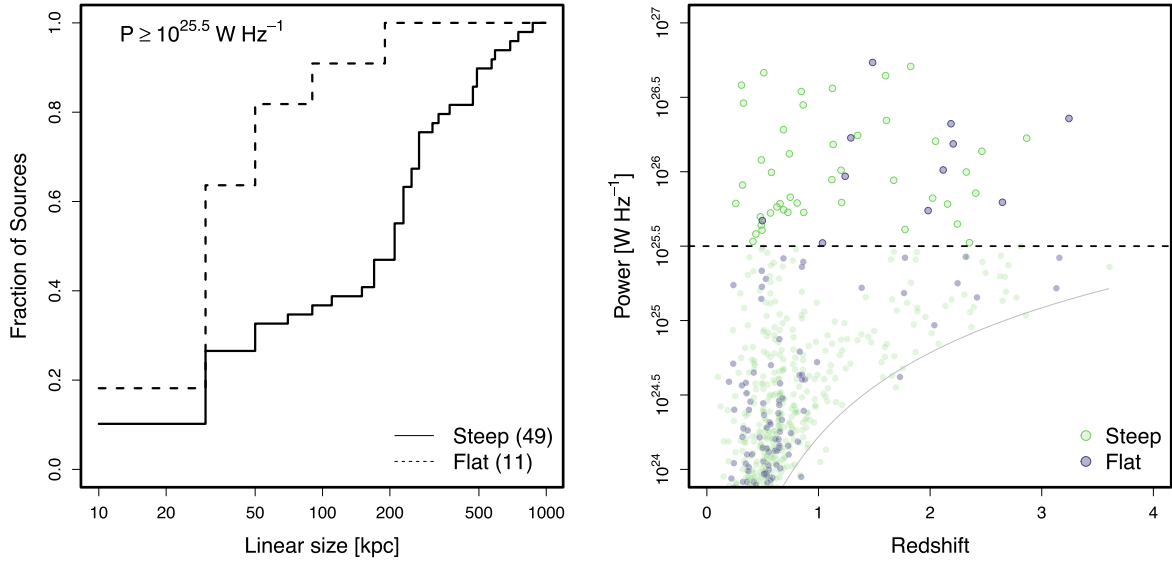 P ≥ 10^25.5 W Hz^−1
Fraction of Sources
1.0
0.8
0.6
0.4
0.2
0.0
Steep (49)
Flat (11)
10 20 50 100 200 500 1000
Linear size [kpc]
Power [W Hz^−1]
10^27
10^26.5
10^26
10^25.5
10^25
10^24.5
10^24
Steep
Flat
0 1 2 3 4
Redshift